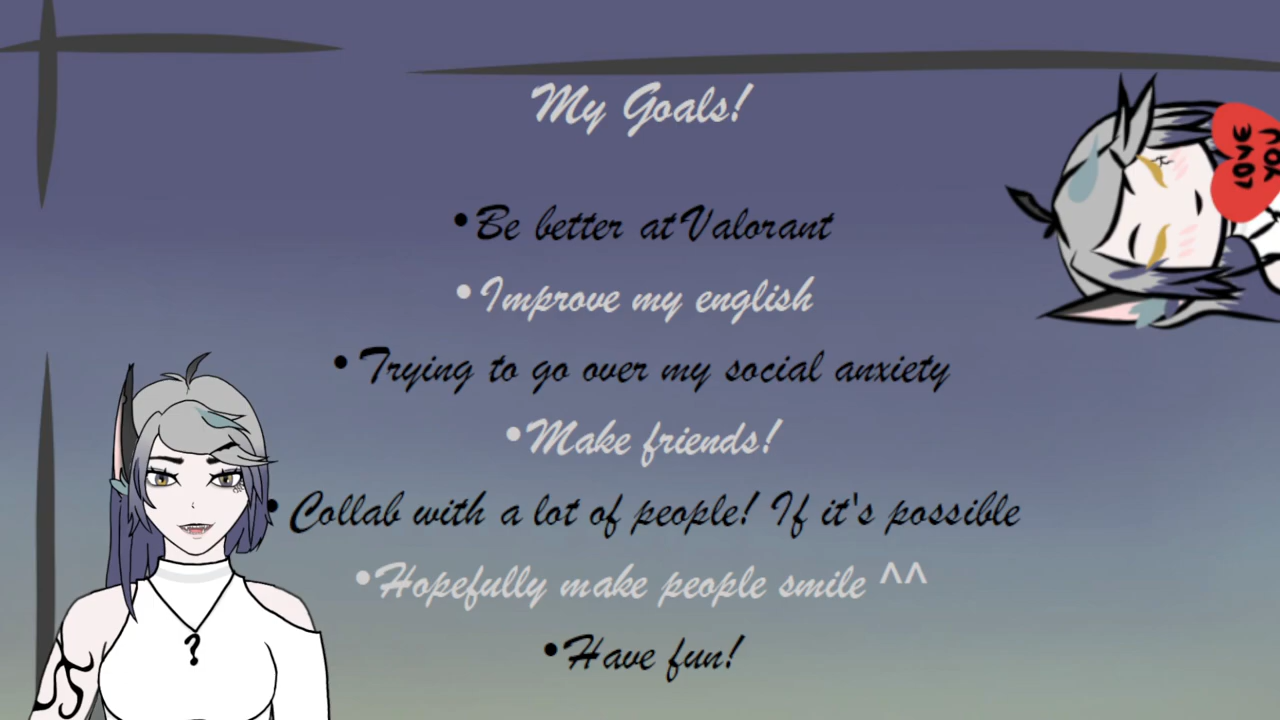 My Goals!
LOVE
YOU
•Be better at Valorant
•Improve my english
•Trying to go over my social anxiety
•Make friends!
•Collab with a lot of people! If it's possible
•Hopefully make people smile ^^
•Have fun!
?